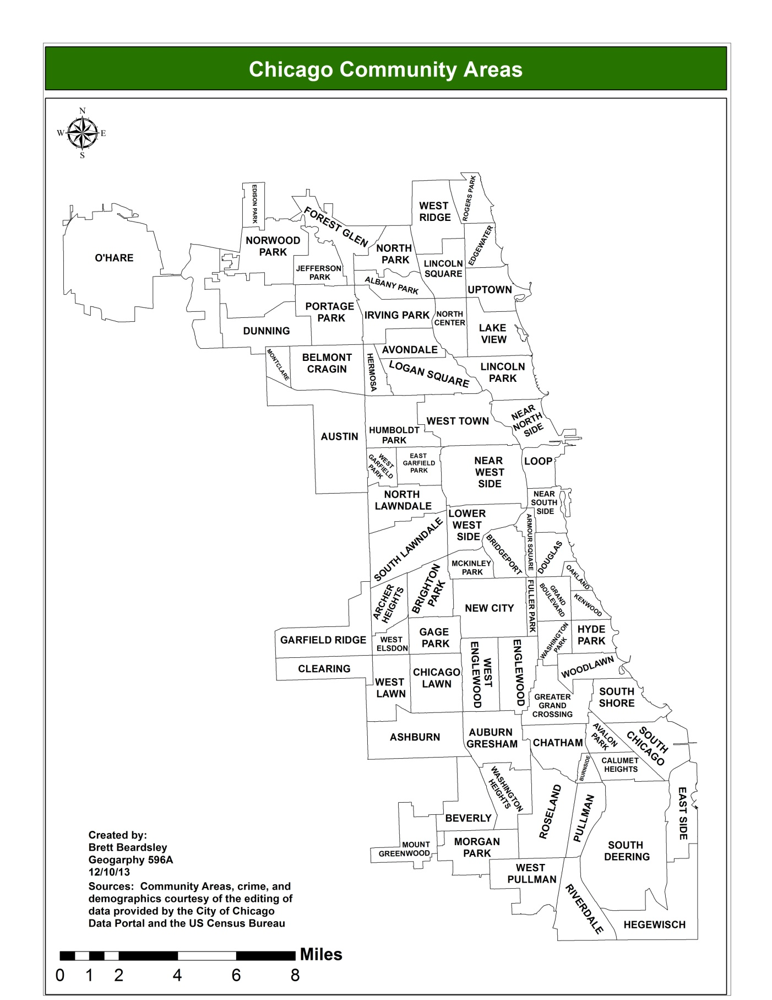 Chicago Community Areas
N
W E
S
ROGERS PARK
EDISON PARK
WEST
RIDGE
FOREST GLEN
EDGEWATER
NORWOOD
PARK
O'HARE
NORTH
PARK
LINCOLN
SQUARE
JEFFERSON
PARK
ALBANY PARK
UPTOWN
PORTAGE
PARK
IRVING PARK
NORTH
CENTER
DUNNING
LAKE
VIEW
AVONDALE
MONTCLARE
BELMONT
CRAGIN
HERMOSA
LOGAN SQUARE
LINCOLN
PARK
NEAR
NORTH
SIDE
WEST TOWN
AUSTIN
HUMBOLDT
PARK
WEST
GARFIELD
PARK
EAST
GARFIELD
PARK
NEAR
WEST
SIDE
LOOP
NORTH
LAWNDALE
NEAR
SOUTH
SIDE
LOWER
WEST
SIDE
SOUTH LAWNDALE
BRIDGEPORT
ARMOUR SQUARE
DOUGLAS
MCKINLEY
PARK
OAKLAND
BRIGHTON
PARK
ARCHER
HEIGHTS
NEW CITY
FULLER PARK
GRAND
BOULEVARD
KENWOOD
GARFIELD RIDGE
WEST
ELSDON
GAGE
PARK
WASHINGTON
PARK
HYDE
PARK
CLEARING
WEST
LAWN
CHICAGO
LAWN
WEST
ENGLEWOOD
ENGLEWOOD
WOODLAWN
GREATER
GRAND
CROSSING
SOUTH
SHORE
ASHBURN
AUBURN
GRESHAM
CHATHAM
AVALON
PARK
SOUTH
CHICAGO
BURNSIDE
CALUMET
HEIGHTS
WASHINGTON
HEIGHTS
BEVERLY
ROSELAND
PULLMAN
EAST SIDE
MOUNT
GREENWOOD
MORGAN
PARK
SOUTH
DEERING
WEST
PULLMAN
RIVERDALE
HEGEWISCH
Created by:
Brett Beardsley
Geogarphy 596A
12/10/13
Sources: Community Areas, crime, and
demographics courtesy of the editing of
data provided by the City of Chicago
Data Portal and the US Census Bureau
Miles
0 1 2 4 6 8